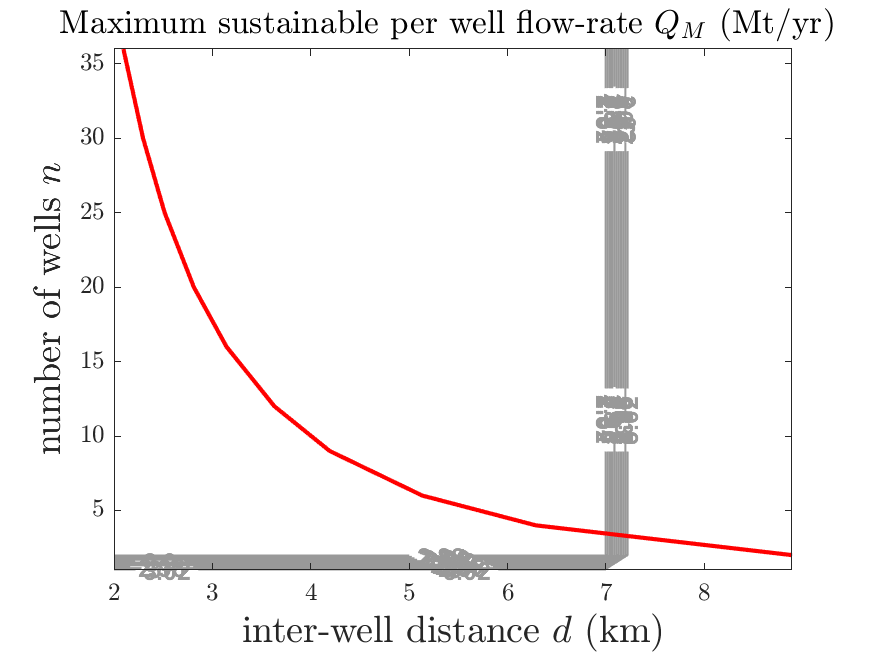 Maximum sustainable per well flow-rate Q_M (Mt/yr)
number of wells n
35
30
25
20
15
10
5
2 3 4 5 6 7 8
inter-well distance d (km)